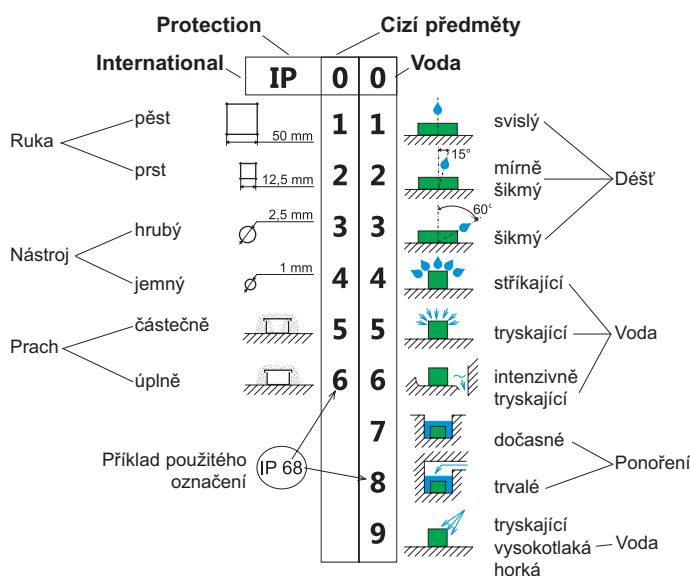 Protection
Cizí předměty
International
IP 0 0
Voda
Ruka
pěst
50 mm
1 1
svislý
prst
12,5 mm
2 2
15°
mírně
šikmý
Déšť
Nástroj
hrubý
2,5 mm
3 3
60°
šikmý
jemný
1 mm
4 4
stříkající
Prach
částečně
5 5
tryskající
Voda
úplně
6 6
intenzivně
tryskající
7
dočasné
Příklad použitého
označení
IP 68
8
trvalé
Ponoření
9
tryskající
vysokotlaká
horká
Voda